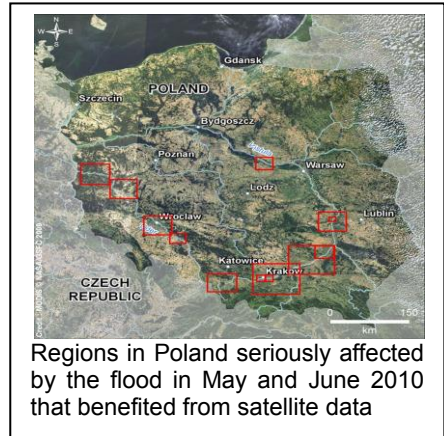 N
W E
S
Gdansk
POLAND
Szczecin
Bydgoszcz
Poznan
Warsaw
Lodz
Wroclaw
Lublin
Katowice
Krakow
CZECH
REPUBLIC
0 150
km
Regions in Poland seriously affected
by the flood in May and June 2010
that benefited from satellite data